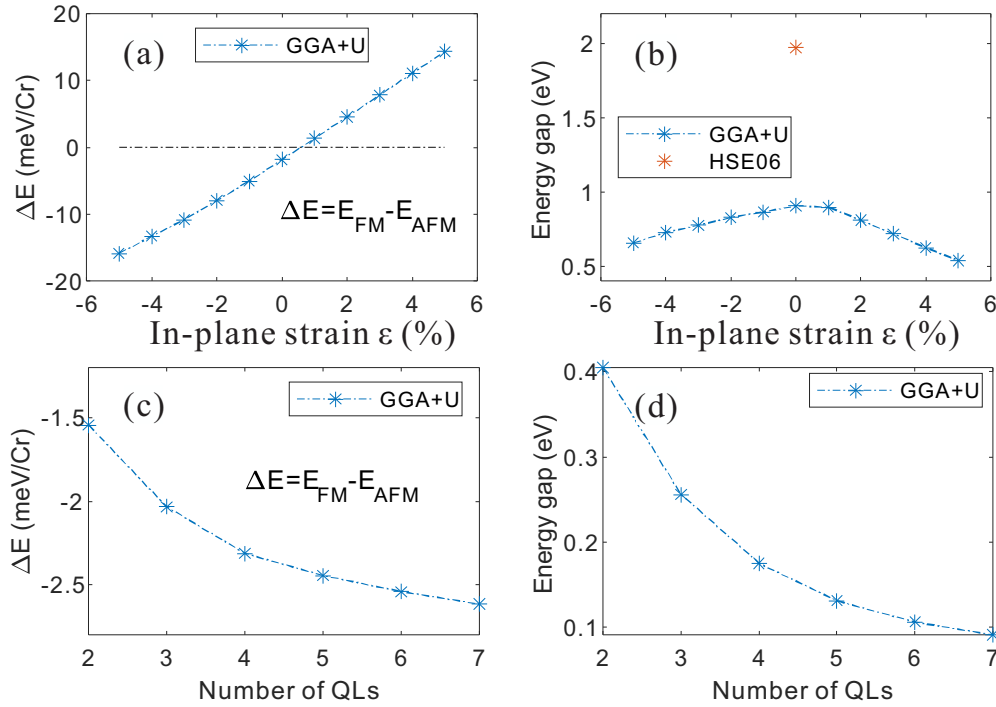 (a)
GGA+U
ΔE (meV/Cr)
20
10
0
-10
-20
ΔE=E_FM-E_AFM
-6 -4 -2 0 2 4 6
In-plane strain ε (%)
(b)
Energy gap (eV)
2
1.5
1
0.5
GGA+U
HSE06
-6 -4 -2 0 2 4 6
In-plane strain ε (%)
(c)
GGA+U
ΔE (meV/Cr)
-1.5
-2
-2.5
ΔE=E_FM-E_AFM
2 3 4 5 6 7
Number of QLs
(d)
GGA+U
Energy gap (eV)
0.4
0.3
0.2
0.1
2 3 4 5 6 7
Number of QLs